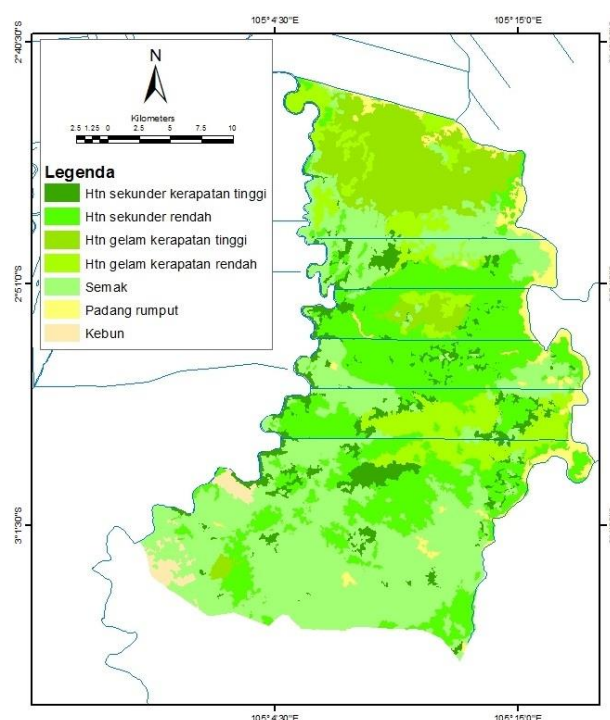 105°4'30"E 105°15'0"E
2°40'30"S
N
Kilometers
2.5 1.25 0 2.5 5 7.5 10
Legenda
Htn sekunder kerapatan tinggi
Htn sekunder rendah
Htn gelam kerapatan tinggi
Htn gelam kerapatan rendah
Semak
Padang rumput
Kebun
2°51'0"S
3°1'30"S
105°4'30"E 105°15'0"E